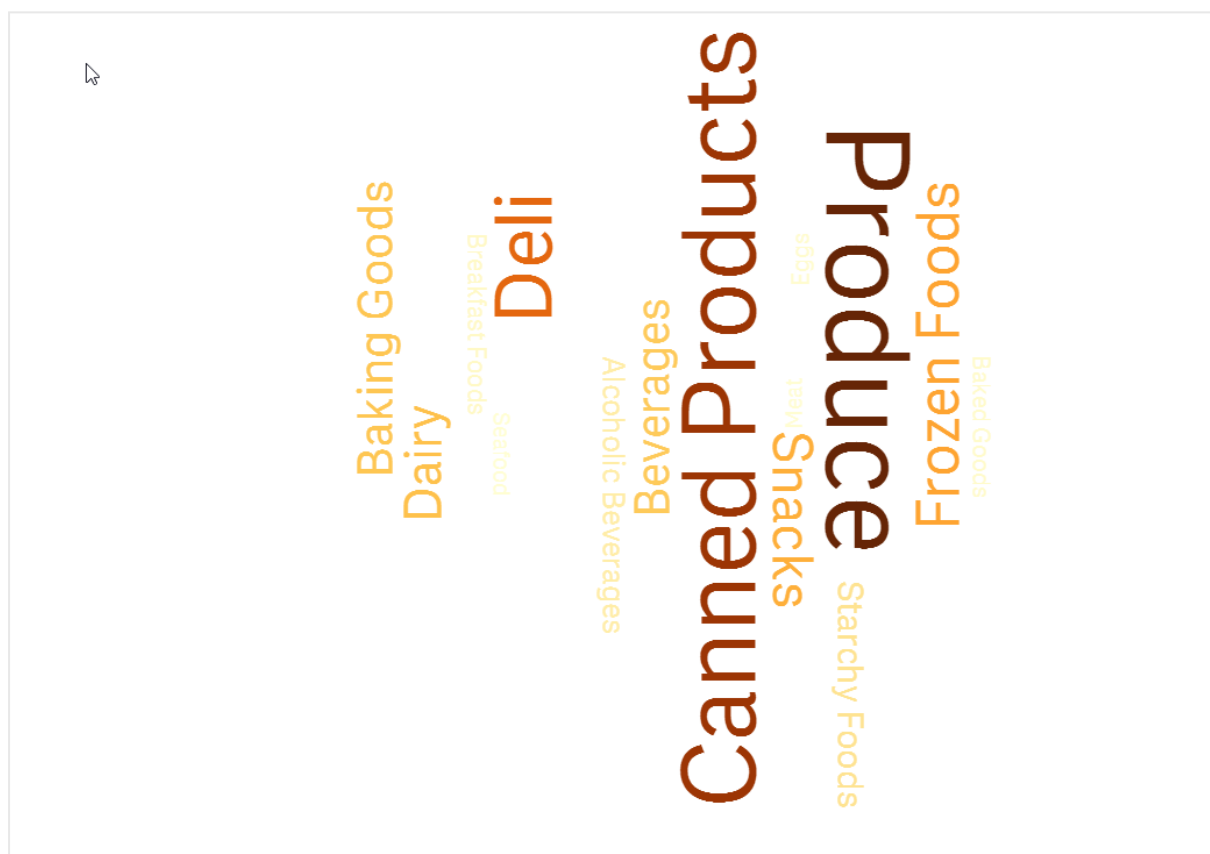 Baking Goods
Dairy
Breakfast Foods
Seafood
Deli
Alcoholic Beverages
Beverages
Canned Products
Snacks
Meat
Eggs
Produce
Starchy Foods
Frozen Foods
Baked Goods